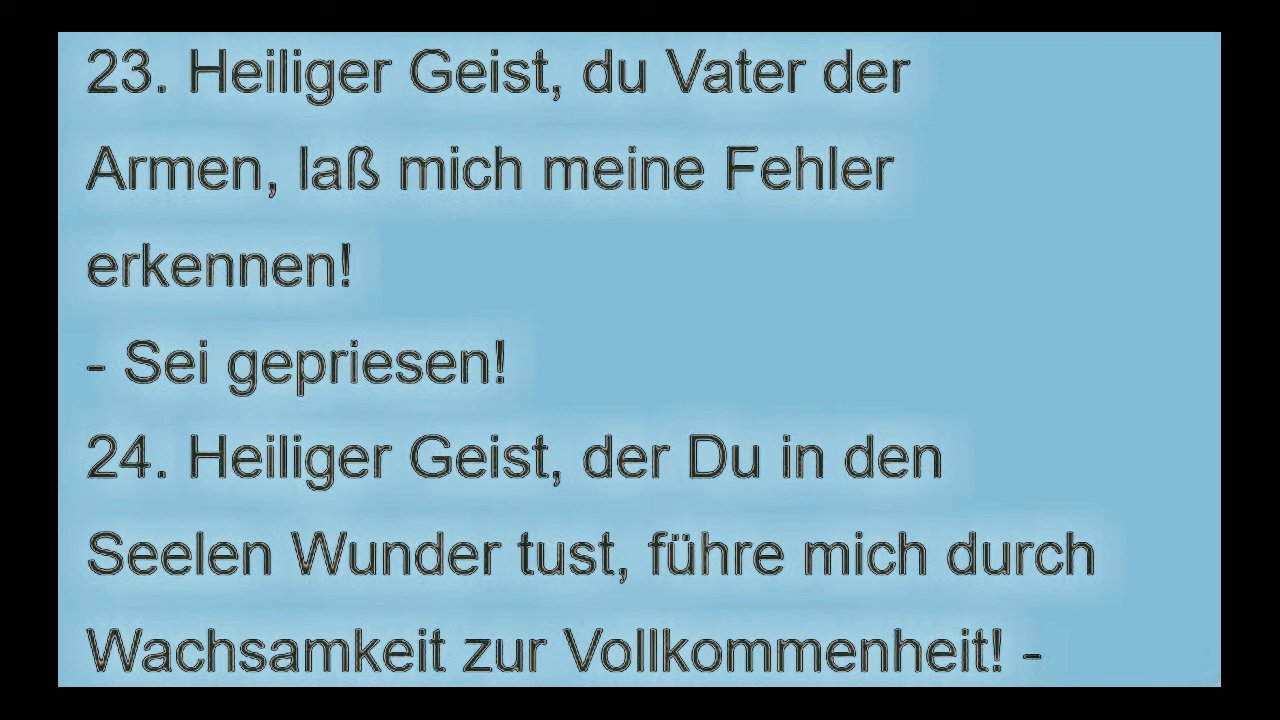 23. Heiliger Geist, du Vater der
Armen, laß mich meine Fehler
erkennen!
- Sei gepriesen!
24. Heiliger Geist, der Du in den
Seelen Wunder tust, führe mich durch
Wachsamkeit zur Vollkommenheit! -